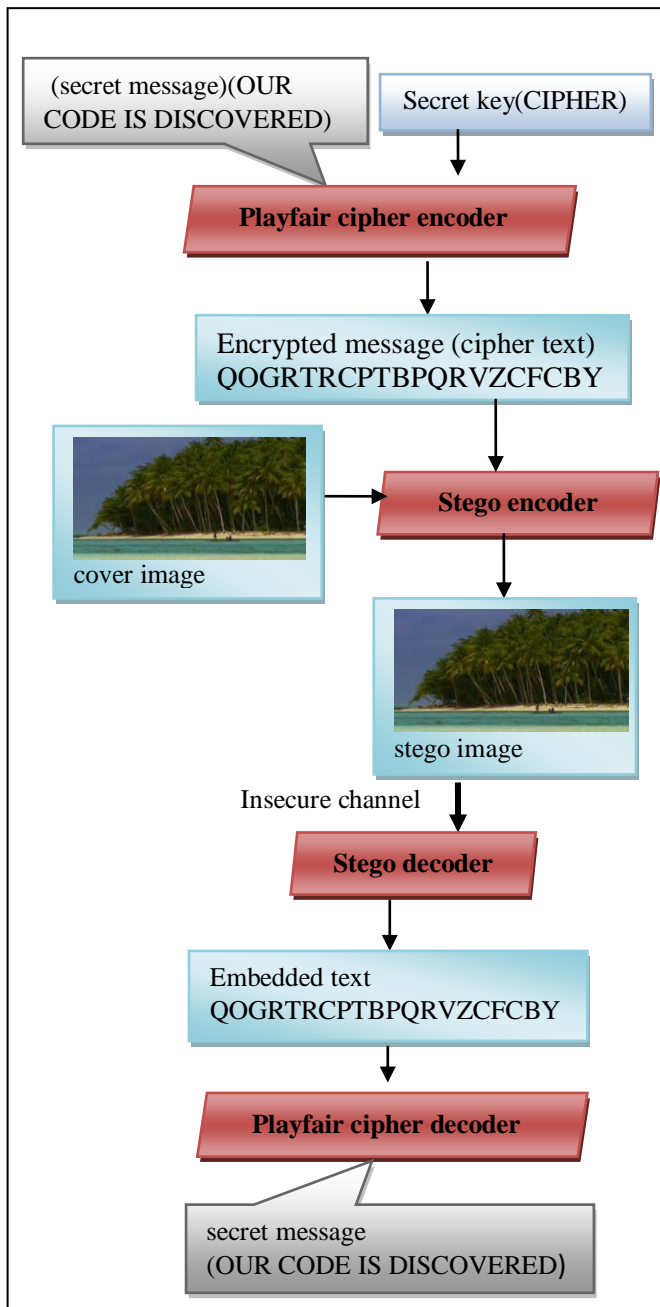 (secret message)(OUR
CODE IS DISCOVERED)
Secret key(CIPHER)
Playfair cipher encoder
Encrypted message (cipher text)
QOGRTRCPTBPQRVZCFCBY
Stego encoder
cover image
stego image
Insecure channel
Stego decoder
Embedded text
QOGRTRCPTBPQRVZCFCBY
Playfair cipher decoder
secret message
(OUR CODE IS DISCOVERED)